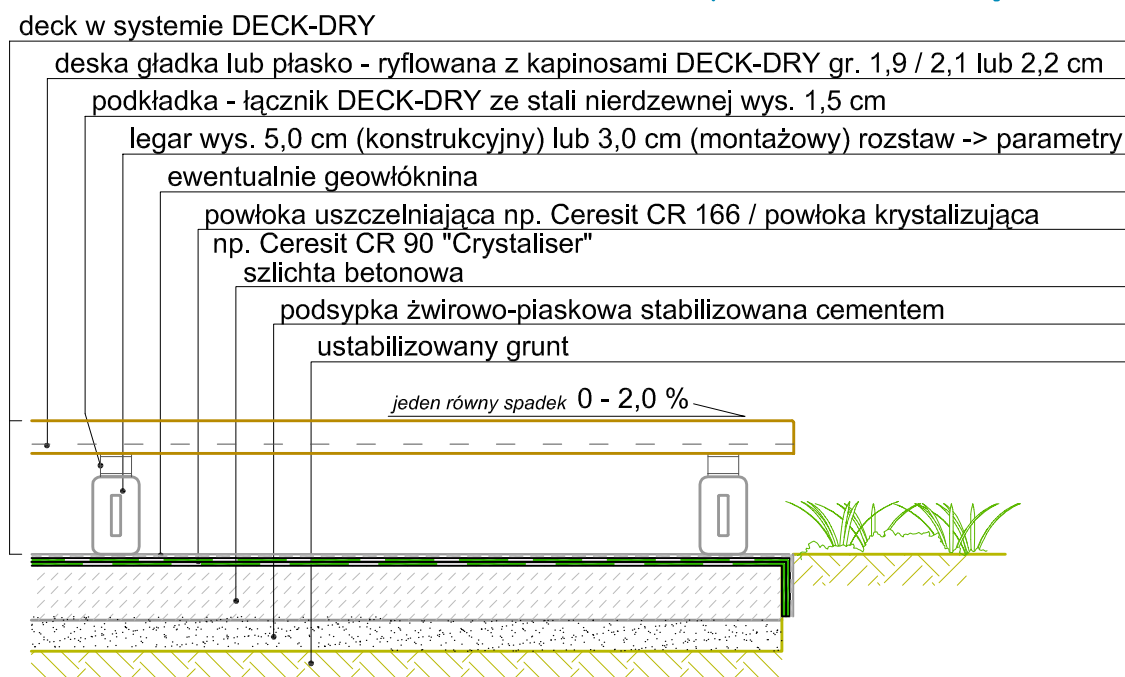 deck w systemie DECK-DRY
deska gładka lub płasko - ryflowana z kapinosami DECK-DRY gr. 1,9 / 2,1 lub 2,2 cm
podkładka - łącznik DECK-DRY ze stali nierdzewnej wys. 1,5 cm
legar wys. 5,0 cm (konstrukcyjny) lub 3,0 cm (montażowy) rozstaw -> parametry
ewentualnie geowłóknina
powłoka uszczelniająca np. Ceresit CR 166 / powłoka krystalizująca
np. Ceresit CR 90 "Crystaliser"
szlichta betonowa
podsypka żwirowo-piaskowa stabilizowana cementem
ustabilizowany grunt
jeden równy spadek 0 - 2,0 %